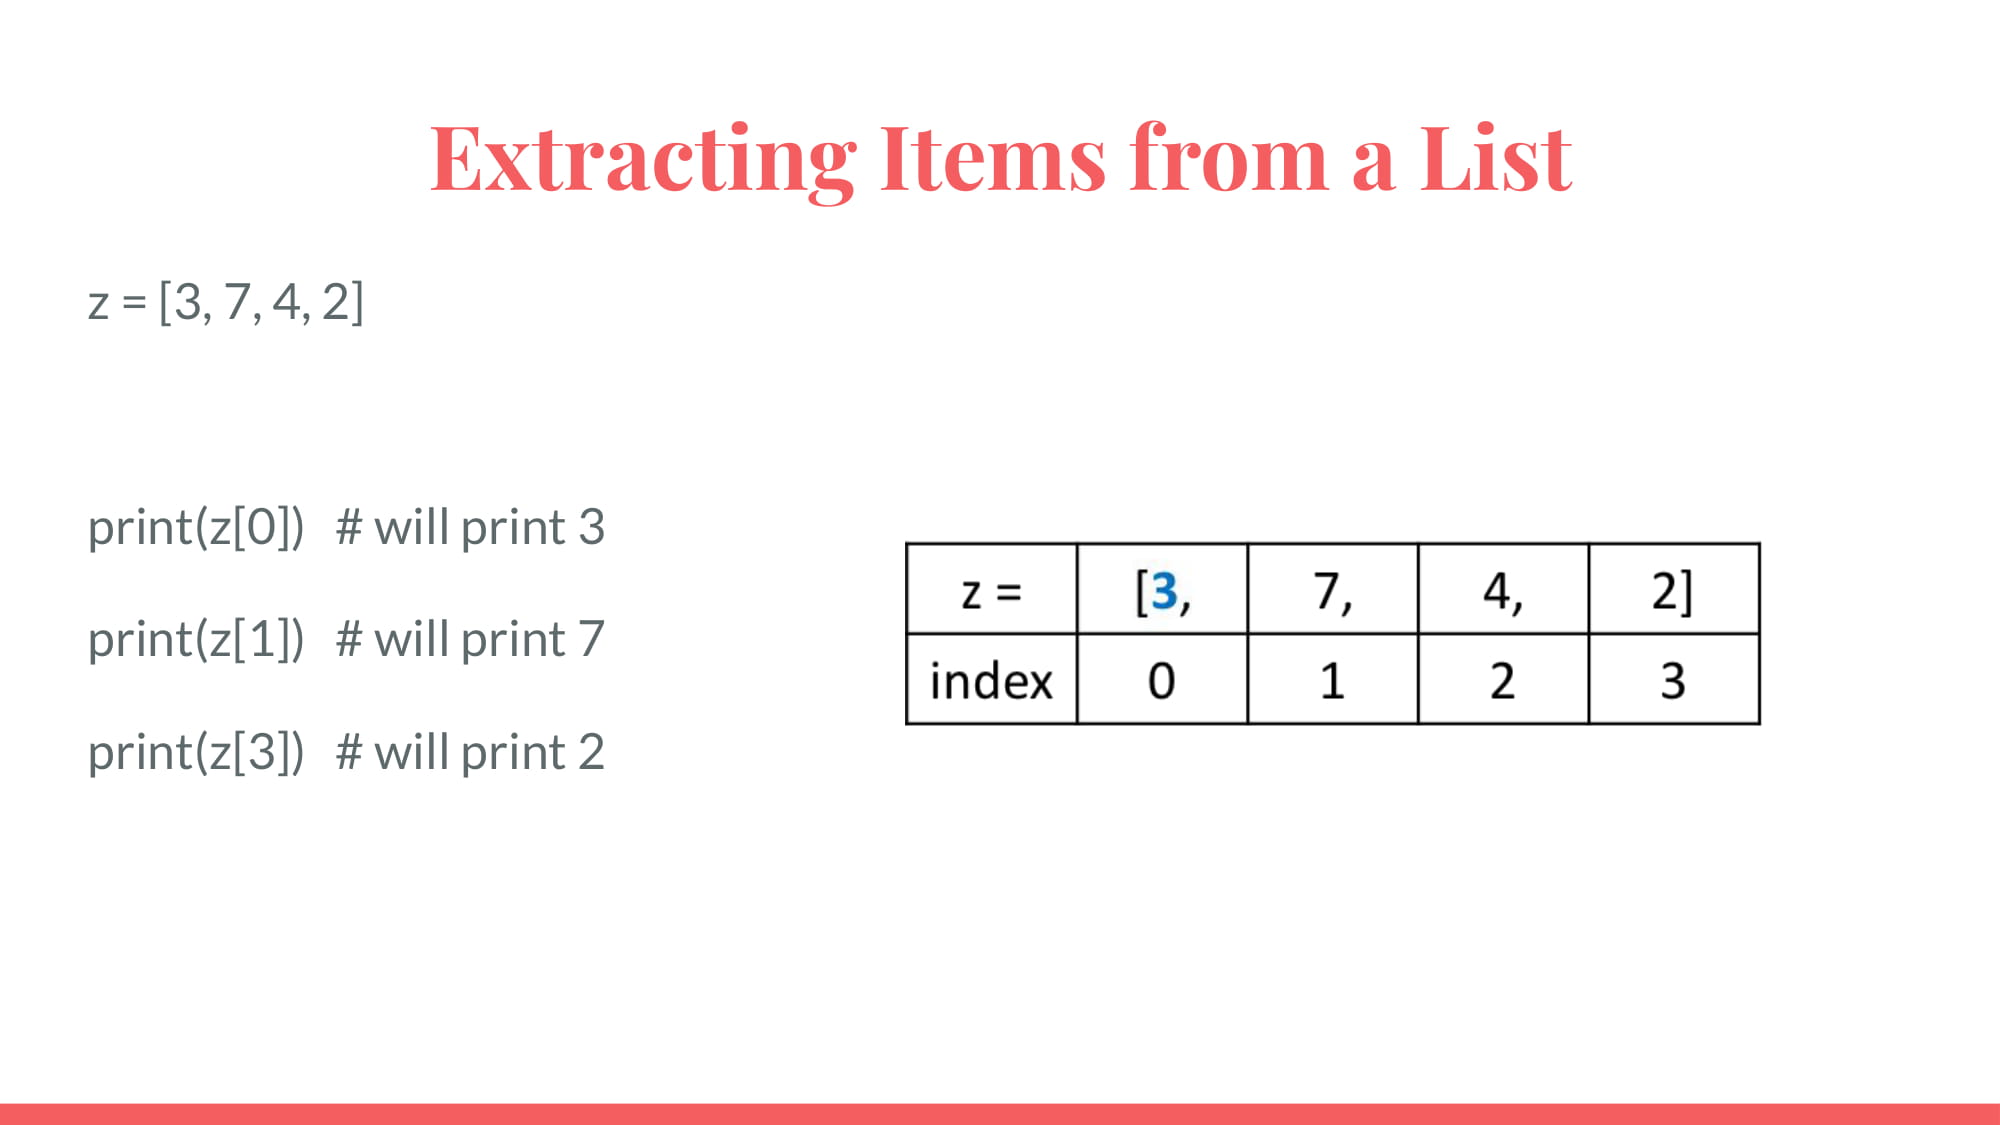 Extracting Items from a List
z = [3, 7, 4, 2]
print(z[0]) # will print 3
print(z[1]) # will print 7
print(z[3]) # will print 2
z = [3, 7, 4, 2]
index 0 1 2 3